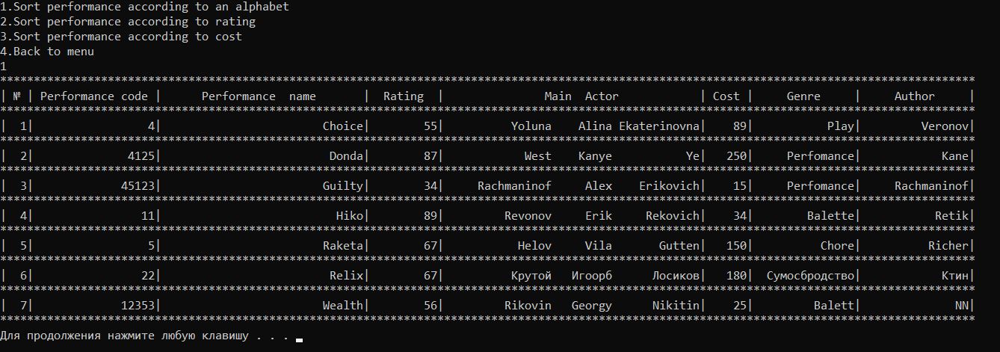 1.Sort performance according to an alphabet
2.Sort performance according to rating
3.Sort performance according to cost
4.Back to menu
1
*************************************************************************************************************************************************
| № | Performance code |      Performance  name       |  Rating  |               Main  Actor            | Cost |     Genre     |     Author     |
*************************************************************************************************************************************************
|  1|                 4|                        Choice|        55|          Yoluna    Alina Ekaterinovna|    89|           Play|         Veronov|
*************************************************************************************************************************************************
|  2|              4125|                         Donda|        87|            West    Kanye           Ye|   250|     Perfomance|            Kane|
*************************************************************************************************************************************************
|  3|             45123|                        Guilty|        34|     Rachmaninof     Alex    Erikovich|    15|     Perfomance|     Rachmaninof|
*************************************************************************************************************************************************
|  4|                11|                          Hiko|        89|         Revonov     Erik     Rekovich|    34|        Balette|           Retik|
*************************************************************************************************************************************************
|  5|                 5|                        Raketa|        67|           Helov     Vila       Gutten|   150|          Chore|          Richer|
*************************************************************************************************************************************************
|  6|                22|                         Relix|        67|          Крутой   Игоорб      Лосиков|   180|  Сумосбродство|            Ктин|
*************************************************************************************************************************************************
|  7|             12353|                        Wealth|        56|         Rikovin   Georgy      Nikitin|    25|         Balett|              NN|
*************************************************************************************************************************************************
Для продолжения нажмите любую клавишу . . .